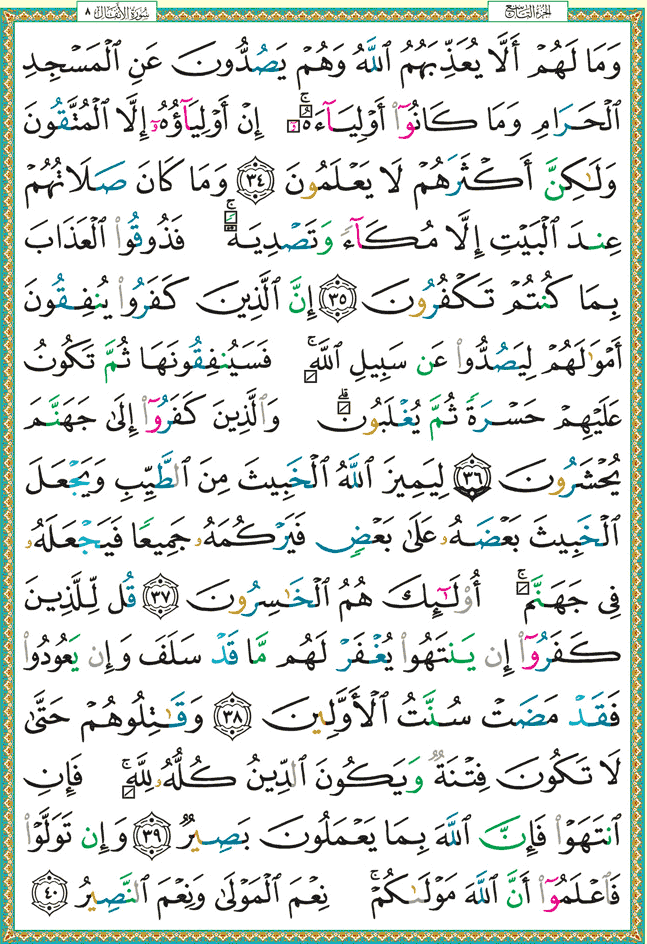 الجزء التاسع
سورة الأنفال ٨
وَمَا لَهُمْ أَلَّا يُعَذِّبَهُمُ ٱللَّهُ وَهُمْ يَصُدُّونَ عَنِ ٱلْمَسْجِدِ
ٱلْحَرَامِ وَمَا كَانُوٓا۟ أَوْلِيَآءَهُۥٓ ۚ إِنْ أَوْلِيَآؤُهُۥٓ إِلَّا ٱلْمُتَّقُونَ
وَلَـٰكِنَّ أَكْثَرَهُمْ لَا يَعْلَمُونَ ٣٤ وَمَا كَانَ صَلَاتُهُمْ
عِندَ ٱلْبَيْتِ إِلَّا مُكَآءً وَتَصْدِيَةً ۚ فَذُوقُوا۟ ٱلْعَذَابَ
بِمَا كُنتُمْ تَكْفُرُونَ ٣٥ إِنَّ ٱلَّذِينَ كَفَرُوا۟ يُنفِقُونَ
أَمْوَٰلَهُمْ لِيَصُدُّوا۟ عَن سَبِيلِ ٱللَّهِ ۚ فَسَيُنفِقُونَهَا ثُمَّ تَكُونُ
عَلَيْهِمْ حَسْرَةً ثُمَّ يُغْلَبُونَ ۗ وَٱلَّذِينَ كَفَرُوٓا۟ إِلَىٰ جَهَنَّمَ
يُحْشَرُونَ ٣٦ لِيَمِيزَ ٱللَّهُ ٱلْخَبِيثَ مِنَ ٱلطَّيِّبِ وَيَجْعَلَ
ٱلْخَبِيثَ بَعْضَهُۥ عَلَىٰ بَعْضٍ فَيَرْكُمَهُۥ جَمِيعًا فَيَجْعَلَهُۥ
فِى جَهَنَّمَ ۚ أُو۟لَـٰٓئِكَ هُمُ ٱلْخَـٰسِرُونَ ٣٧ قُل لِّلَّذِينَ
كَفَرُوٓا۟ إِن يَنتَهُوا۟ يُغْفَرْ لَهُم مَّا قَدْ سَلَفَ وَإِن يَعُودُوا۟
فَقَدْ مَضَتْ سُنَّتُ ٱلْأَوَّلِينَ ٣٨ وَقَـٰتِلُوهُمْ حَتَّىٰ
لَا تَكُونَ فِتْنَةٌ وَيَكُونَ ٱلدِّينُ كُلُّهُۥ لِلَّهِ ۚ فَإِنِ
ٱنتَهَوْا۟ فَإِنَّ ٱللَّهَ بِمَا يَعْمَلُونَ بَصِيرٌ ٣٩ وَإِن تَوَلَّوْا۟
فَٱعْلَمُوٓا۟ أَنَّ ٱللَّهَ مَوْلَىٰكُمْ ۚ نِعْمَ ٱلْمَوْلَىٰ وَنِعْمَ ٱلنَّصِيرُ ٤٠